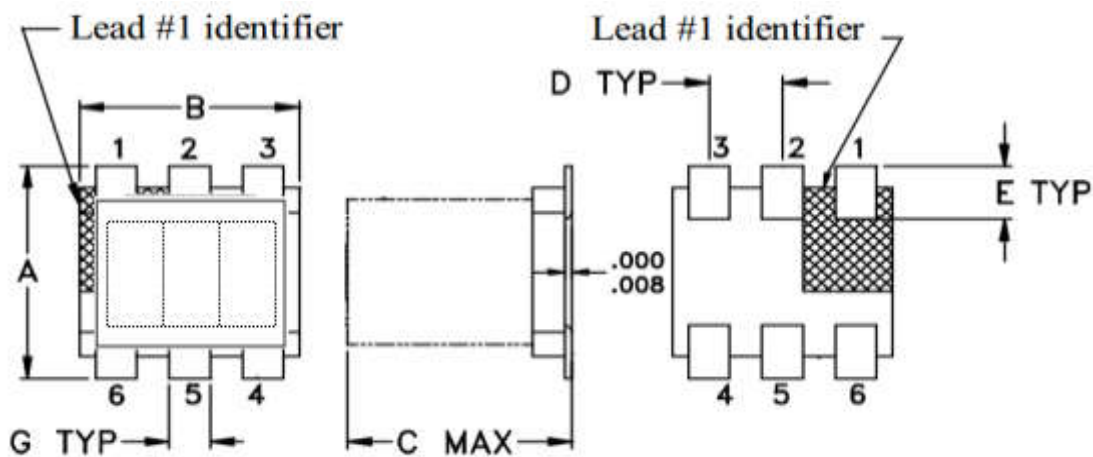 Lead #1 identifier
Lead #1 identifier
D TYP
B
1 2 3
3 2 1
E TYP
A
.000
.008
6 5 4
4 5 6
G TYP
C MAX